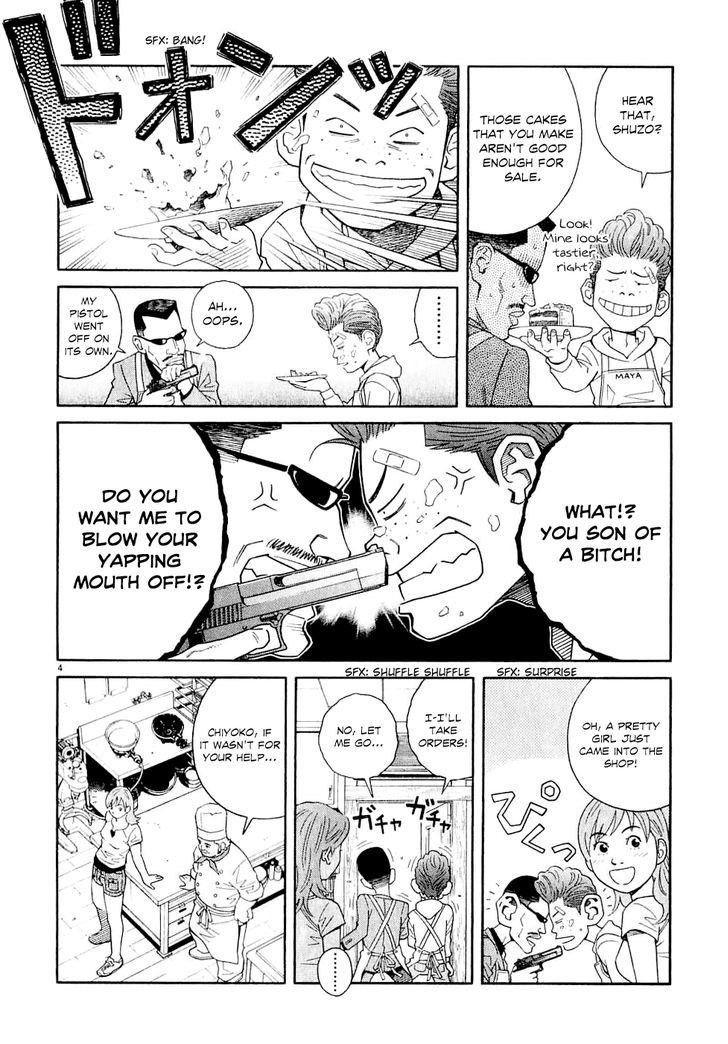 HEAR
THAT,
SHUZO?
THOSE CAKES
THAT YOU MAKE
AREN'T GOOD
ENOUGH FOR
SALE.
Look!
Mine looks
tastier,
right?
MAYA
SFX: BANG!
ドオンッ
.........
AH...
OOPS.
MY
PISTOL
WENT
OFF ON
ITS OWN.
WHAT!?
YOU SON OF
A BITCH!
DO YOU
WANT ME TO
BLOW YOUR
YAPPING
MOUTH OFF!?
4
SFX: SURPRISE
OH, A PRETTY
GIRL JUST
CAME INTO THE
SHOP!
ぴくっ
SFX: SHUFFLE SHUFFLE
I-I'LL
TAKE
ORDERS!
NO, LET
ME GO...
ガチャ
ガチャ
........
CHIYOKO, IF
IT WASN'T FOR
YOUR HELP...